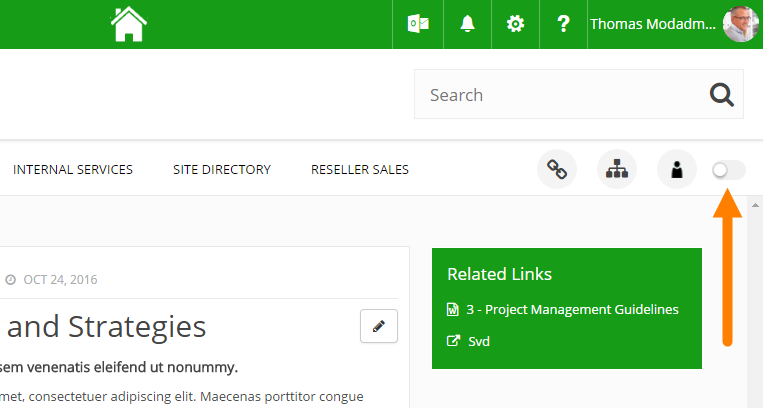 Thomas Modadm...
Search
INTERNAL SERVICES SITE DIRECTORY RESELLER SALES
OCT 24, 2016
and Strategies
sem venenatis eleifend ut nonummy.
met, consectetuer adipiscing elit. Maecenas porttitor congue
Related Links
3 - Project Management Guidelines
Svd